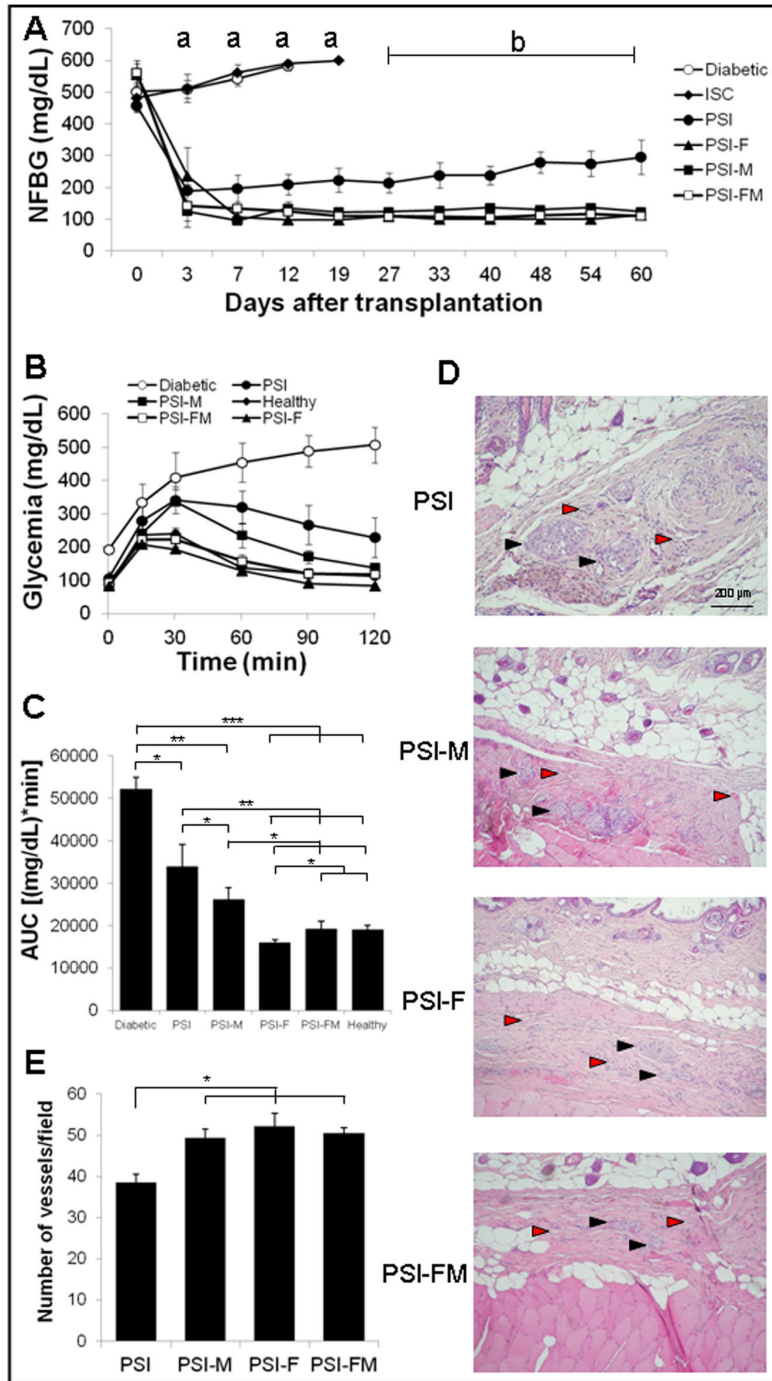 A
700
600
500
400
300
200
100
0
NFBG (mg/dL)
a a a a
b
0 3 7 12 19 27 33 40 48 54 60
Days after transplantation
Diabetic
ISC
PSI
PSI-F
PSI-M
PSI-FM
B
Diabetic PSI
PSI-M Healthy
PSI-FM PSI-F
600
500
400
300
200
100
0
Glycemia (mg/dL)
0 30 60 90 120
Time (min)
C
***
**
*
**
*
*
*
60000
50000
40000
30000
20000
10000
0
AUC [(mg/dL)*min]
Diabetic PSI PSI-M PSI-F PSI-FM Healthy
D
PSI
200 µm
PSI-M
PSI-F
PSI-FM
E
*
60
50
40
30
20
10
0
Number of vessels/field
PSI PSI-M PSI-F PSI-FM